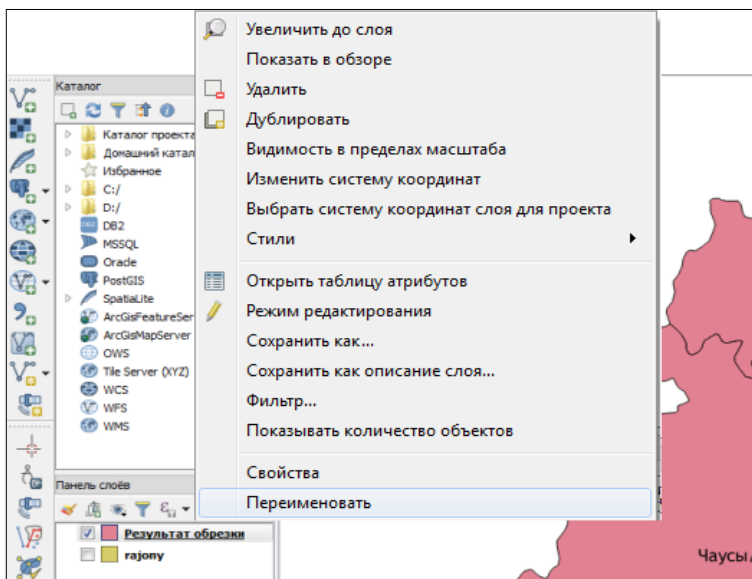 Увеличить до слоя
Показать в обзоре
Удалить
Дублировать
Видимость в пределах масштаба
Изменить систему координат
Выбрать систему координат слоя для проекта
Стили
Открыть таблицу атрибутов
Режим редактирования
Сохранить как...
Сохранить как описание слоя...
Фильтр...
Показывать количество объектов
Свойства
Переименовать
Каталог
Каталог проекта
Домашний катал
Избранное
C:/
D:/
DB2
MSSQL
Oracle
PostGIS
SpatiaLite
ArcGisFeatureSer
ArcGisMapServer
OWS
Tile Server (XYZ)
WCS
WFS
WMS
Панель слоёв
Результат обрезки
rajony
Чаусы